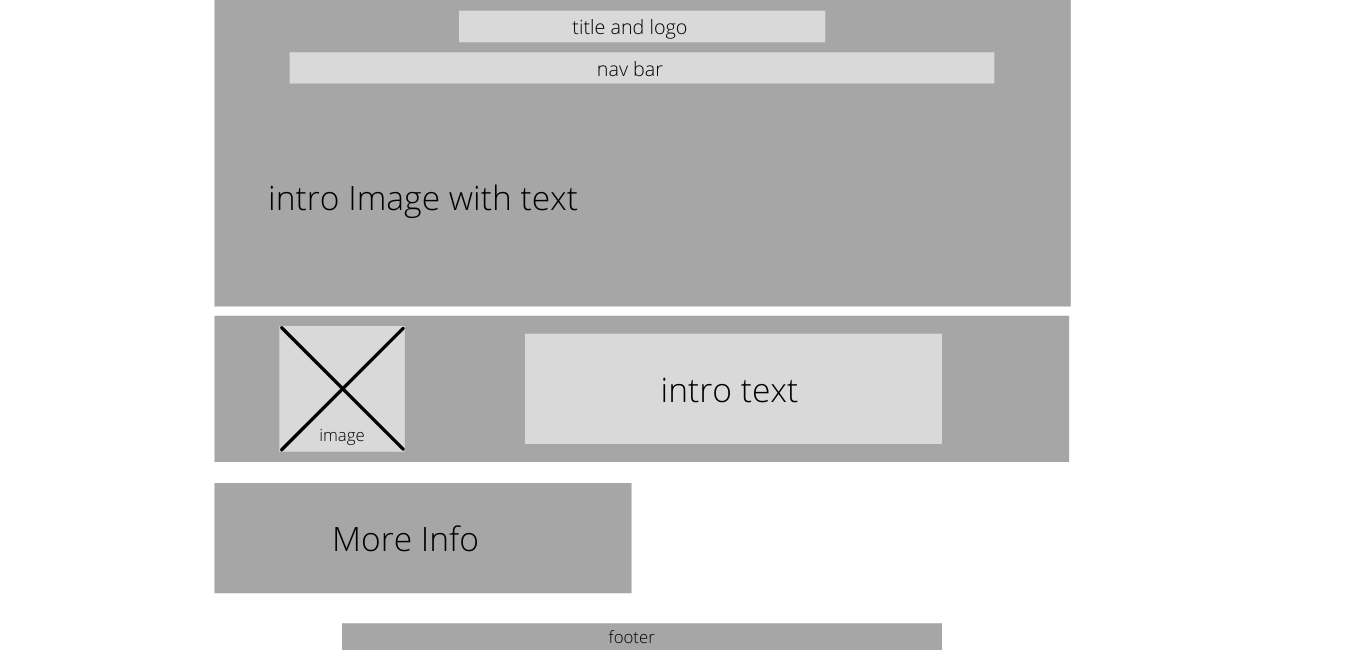 title and logo
nav bar
intro Image with text
image
intro text
More Info
footer